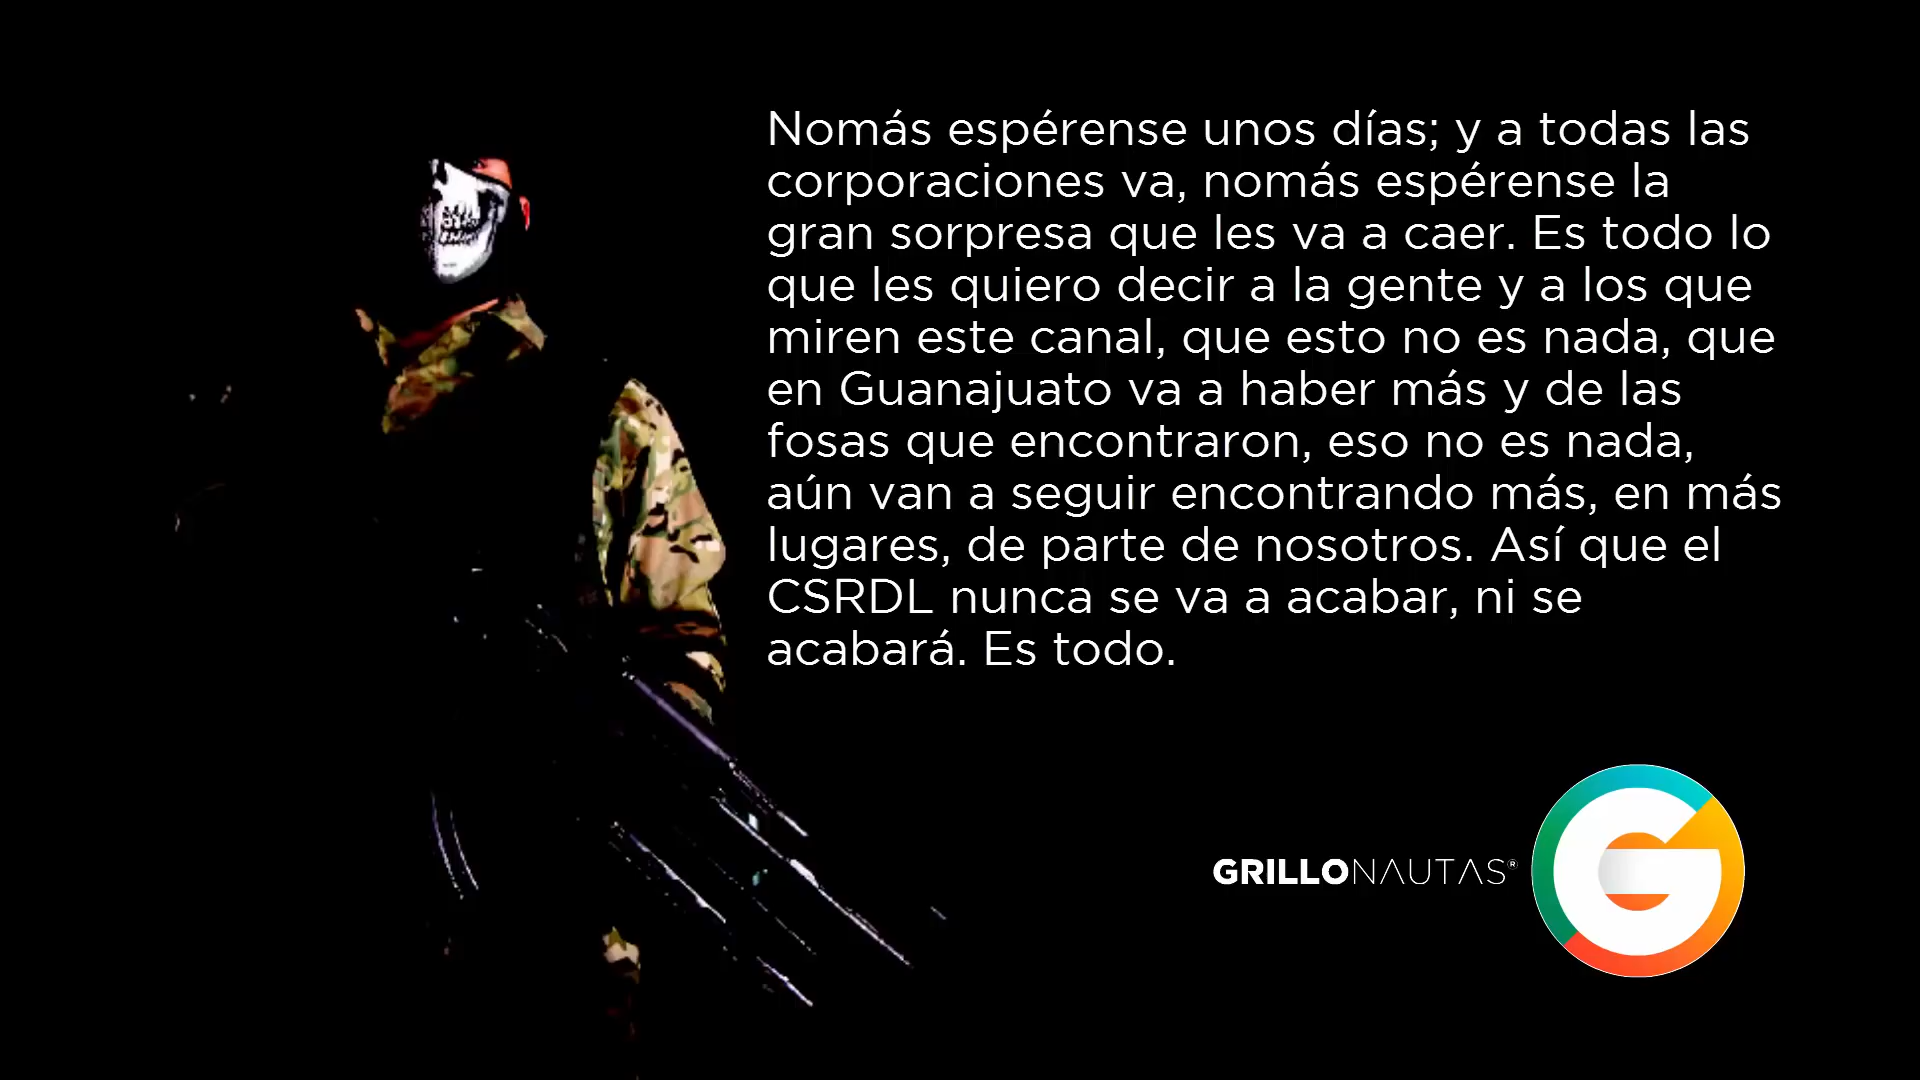 Nomás espérense unos días; y a todas las
corporaciones va, nomás espérense la
gran sorpresa que les va a caer. Es todo lo
que les quiero decir a la gente y a los que
miren este canal, que esto no es nada, que
en Guanajuato va a haber más y de las
fosas que encontraron, eso no es nada,
aún van a seguir encontrando más, en más
lugares, de parte de nosotros. Así que el
CSRDL nunca se va a acabar, ni se
acabará. Es todo.
GRILLONAUTAS®
G